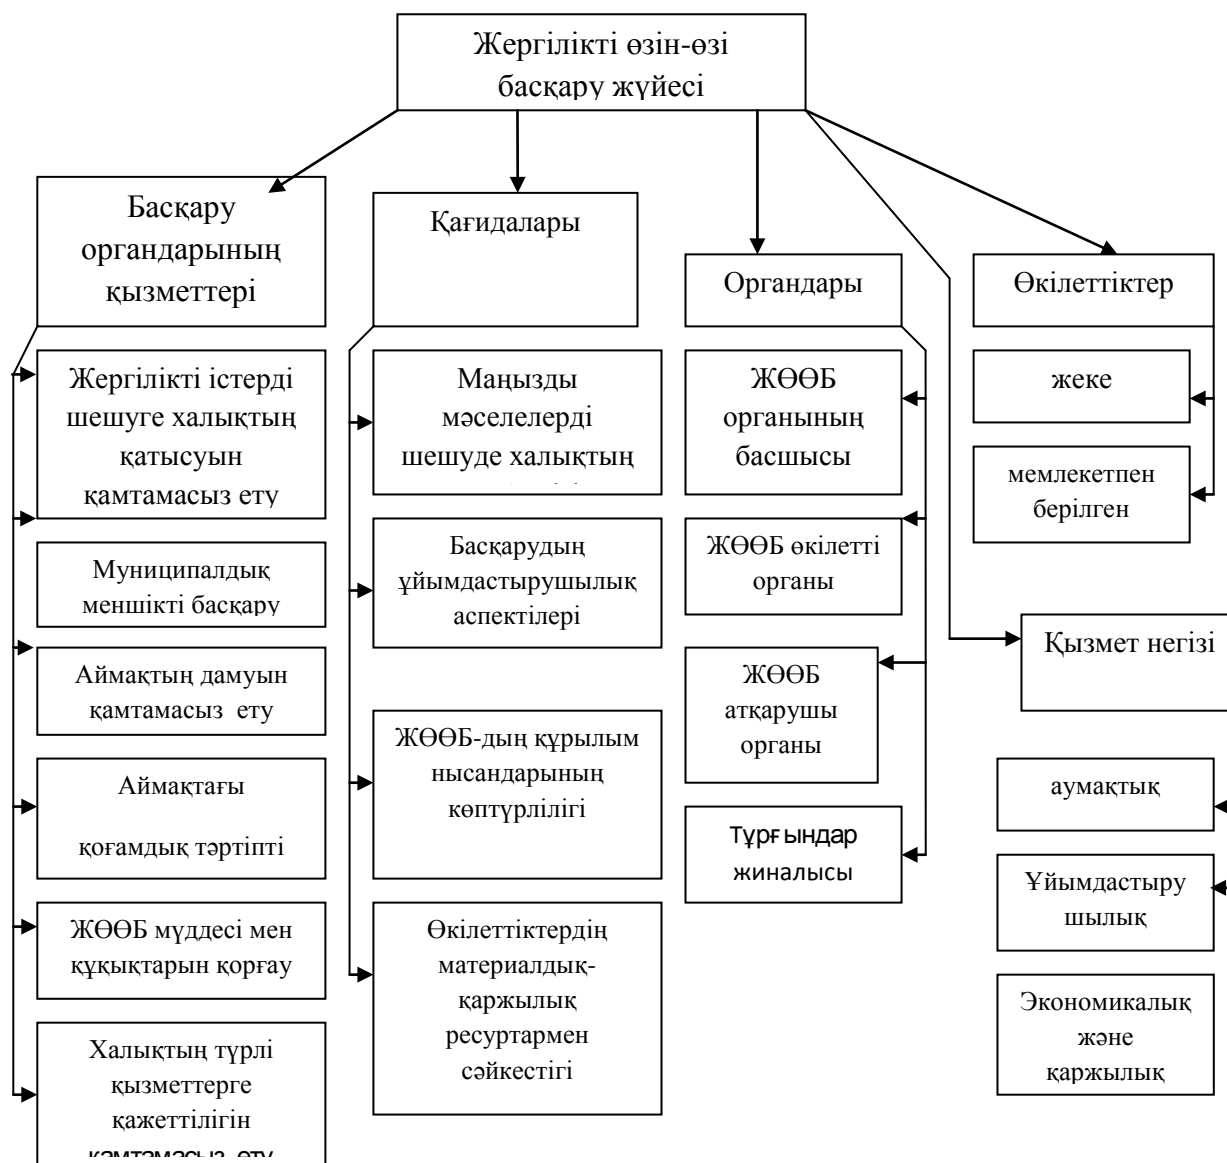 Жергілікті өзін-өзі
басқару жүйесі
Басқару
органдарының
қызметтері
Жергілікті істерді
шешуге халықтың
қатысуын
қамтамасыз ету
Муниципалдық
меншікті басқару
Аймақтың дамуын
қамтамасыз ету
Аймақтағы
қоғамдық тәртіпті
ЖӨӨБ мүддесі мен
құқықтарын қорғау
Халықтың түрлі
қызметтерге
қажеттілігін
қамтамасыз ету
Қағидалары
Маңызды
мәселелерді
шешуде халықтың
Басқарудың
ұйымдастырушылық
аспектілері
ЖӨӨБ-дың құрылым
нысандарының
көптүрлілігі
Өкілеттіктердің
материалдық-
қаржылық
ресуртармен
сәйкестігі
Органдары
ЖӨӨБ
органының
басшысы
ЖӨӨБ өкілетті
органы
ЖӨӨБ
атқарушы
органы
Тұрғындар
жиналысы
Өкілеттіктер
жеке
мемлекетпен
берілген
Қызмет негізі
аумақтық
Ұйымдастыру
шылық
Экономикалық
және
қаржылық